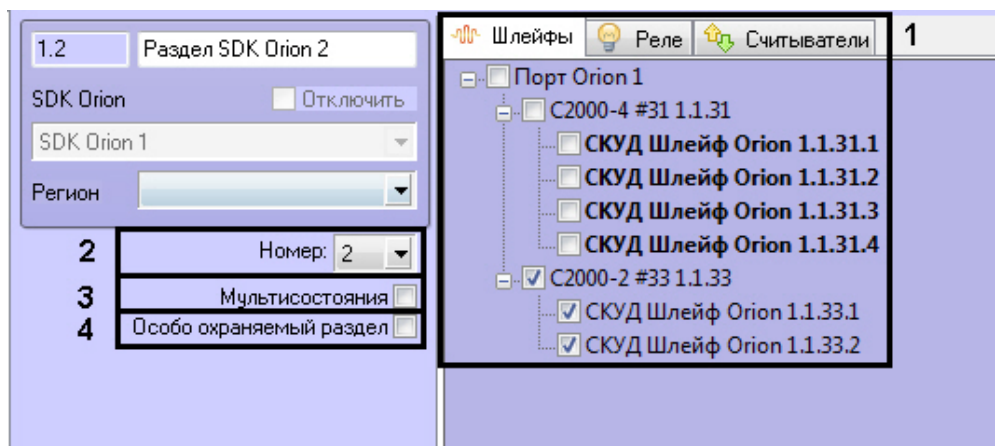 1.2 Раздел SDK Orion 2
SDK Orion Отключить
SDK Orion 1
Регион
2 Номер: 2
3 Мультисостояния
4 Особо охраняемый раздел
Шлейфы Реле Считыватели 1
Порт Orion 1
С2000-4 #31 1.1.31
СКУД Шлейф Orion 1.1.31.1
СКУД Шлейф Orion 1.1.31.2
СКУД Шлейф Orion 1.1.31.3
СКУД Шлейф Orion 1.1.31.4
С2000-2 #33 1.1.33
СКУД Шлейф Orion 1.1.33.1
СКУД Шлейф Orion 1.1.33.2